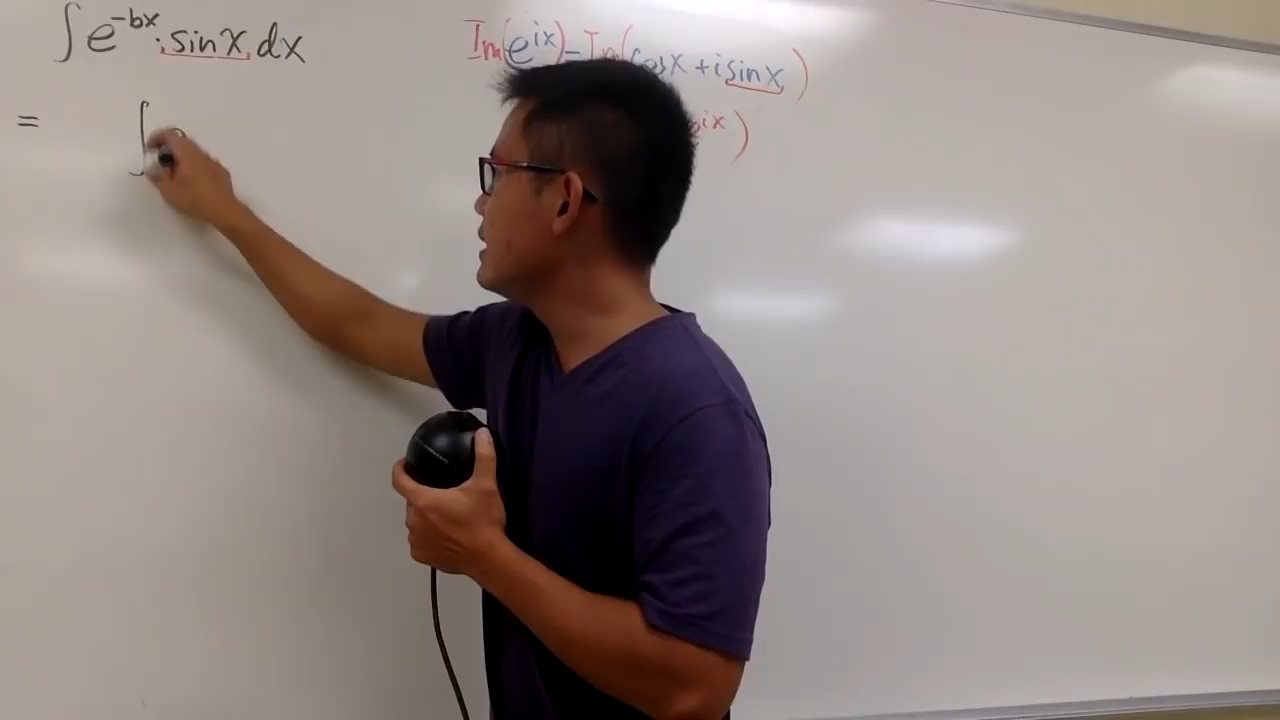 ∫e^{-bx}·sinx dx
Im(e^{ix})=Im(cosx+isinx)
e^{ix})
= ∫e